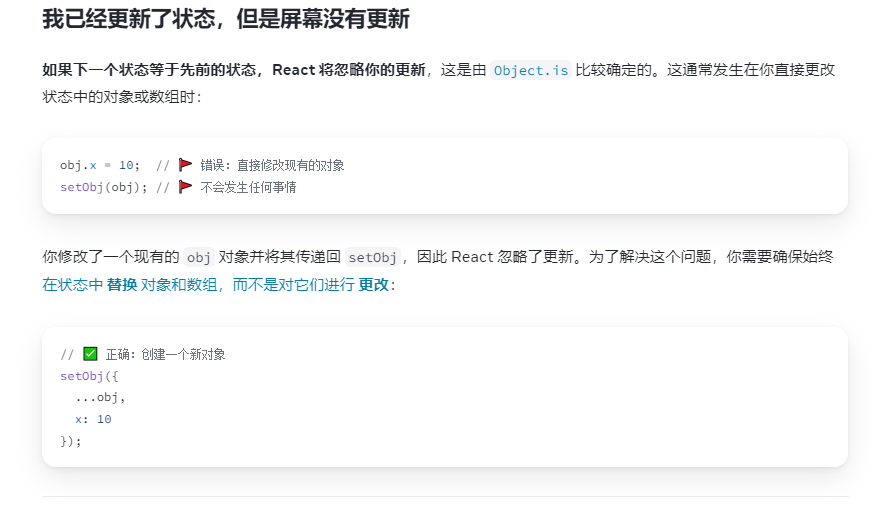 我已经更新了状态，但是屏幕没有更新
如果下一个状态等于先前的状态，React 将忽略你的更新，这是由 Object.is 比较确定的。这通常发生在你直接更改
状态中的对象或数组时：
obj.x = 10;  // 🚩 错误：直接修改现有的对象
setObj(obj); // 🚩 不会发生任何事情
你修改了一个现有的 obj 对象并将其传递回 setObj，因此 React 忽略了更新。为了解决这个问题，你需要确保始终
在状态中 替换 对象和数组，而不是对它们进行 更改：
// ✅ 正确：创建一个新对象
setObj({
  ...obj,
  x: 10
});